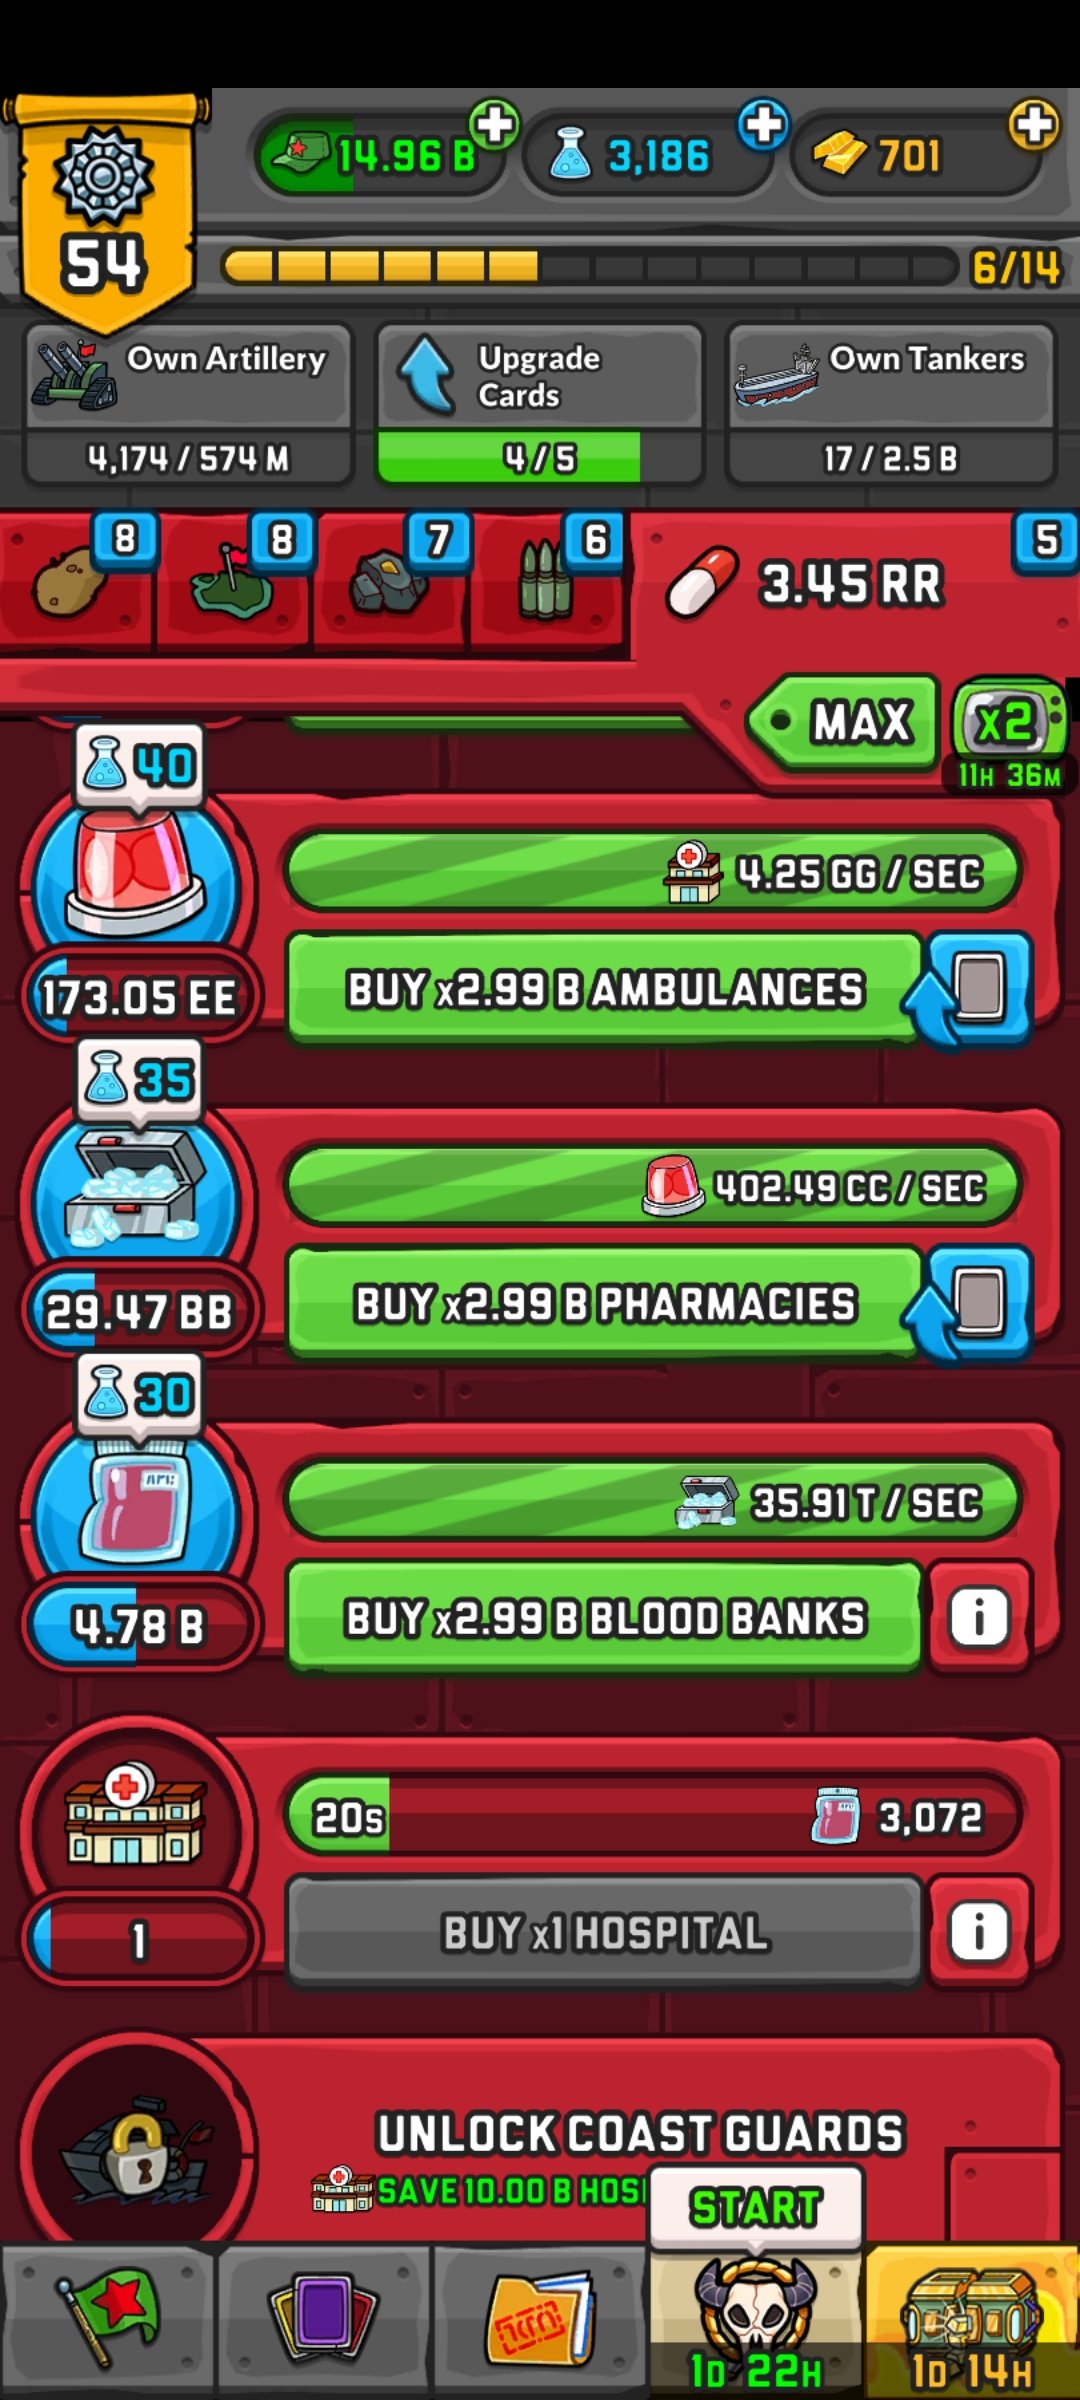 14.96 B
3,186
701
54
6/14
Own Artillery
4,174 / 574 M
Upgrade
Cards
4 / 5
Own Tankers
17 / 2.5 B
8
8
7
6
5
3.45 RR
MAX
x2
11H 36M
40
4.25 GG / SEC
173.05 EE
BUY x2.99 B AMBULANCES
35
402.49 CC / SEC
29.47 BB
BUY x2.99 B PHARMACIES
30
35.91 T / SEC
4.78 B
BUY x2.99 B BLOOD BANKS
20s
3,072
1
BUY x1 HOSPITAL
UNLOCK COAST GUARDS
SAVE 10.00 B
START
1D 22H
1D 14H